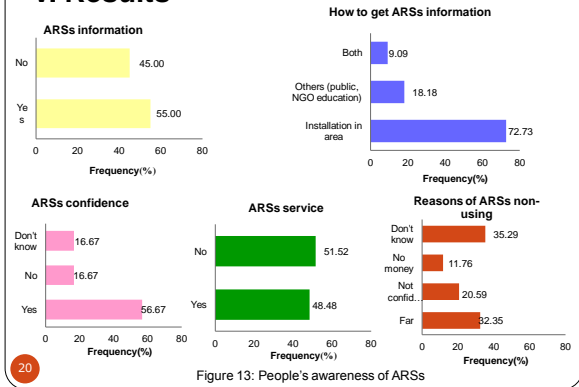 How to get ARSs information
ARSs information
No
45.00
Ye
s
55.00
0 20 40 60 80
Frequency(%)
Both
9.09
Others (public,
NGO education)
18.18
Installation in
area
72.73
0 20 40 60 80
Frequency(%)
ARSs confidence
Don't
know
16.67
No
16.67
Yes
56.67
0 20 40 60 80
Frequency(%)
ARSs service
No
51.52
Yes
48.48
0 20 40 60 80
Frequency(%)
Reasons of ARSs non-
using
Don't
know
35.29
No
money
11.76
Not
confid...
20.59
Far
32.35
0 20 40 60 80
Frequency(%)
20
Figure 13: People's awareness of ARSs